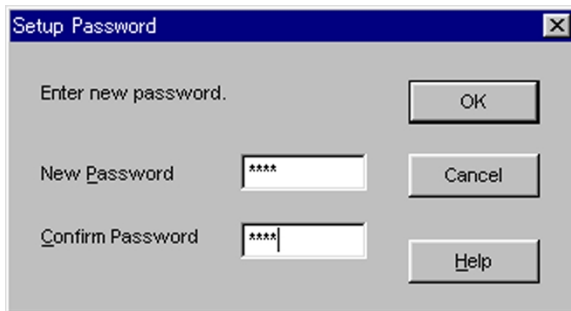 Setup Password
Enter new password.
OK
New Password
****
Cancel
Confirm Password
****
Help